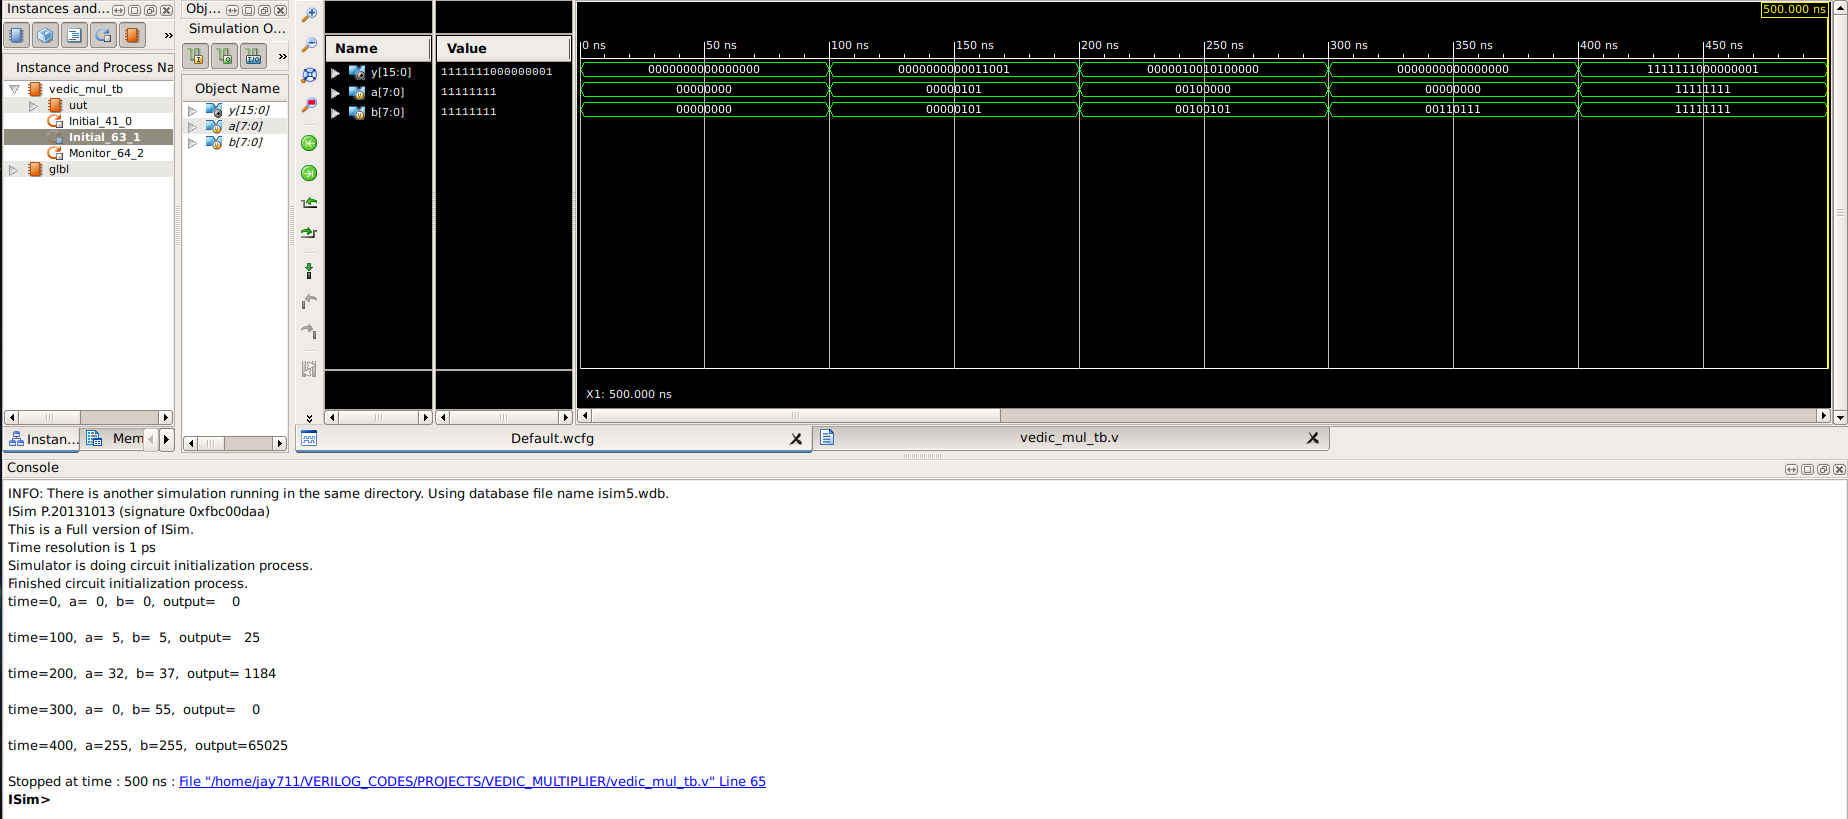 Instances and...
Obj...
Simulation O...
»
»
Instance and Process Na
vedic_mul_tb
uut
Initial_41_0
Initial_63_1
Monitor_64_2
glbl
Object Name
y[15:0]
a[7:0]
b[7:0]
Instan...
Mem
Name
Value
y[15:0] 1111111000000001
a[7:0] 11111111
b[7:0] 11111111
500.000 ns
0 ns 50 ns 100 ns 150 ns 200 ns 250 ns 300 ns 350 ns 400 ns 450 ns
0000000000000000 0000000000011001 0000010010100000 0000000000000000 1111111000000001
00000000 00000101 00100000 00000000 11111111
00000000 00000101 00100101 00110111 11111111
X1: 500.000 ns
Default.wcfg
vedic_mul_tb.v
Console
INFO: There is another simulation running in the same directory. Using database file name isim5.wdb.
ISim P.20131013 (signature 0xfbc00daa)
This is a Full version of ISim.
Time resolution is 1 ps
Simulator is doing circuit initialization process.
Finished circuit initialization process.
time=0, a= 0, b= 0, output= 0
time=100, a= 5, b= 5, output= 25
time=200, a= 32, b= 37, output= 1184
time=300, a= 0, b= 55, output= 0
time=400, a=255, b=255, output=65025
Stopped at time : 500 ns : File "/home/jay711/VERILOG_CODES/PROJECTS/VEDIC_MULTIPLIER/vedic_mul_tb.v" Line 65
ISim>